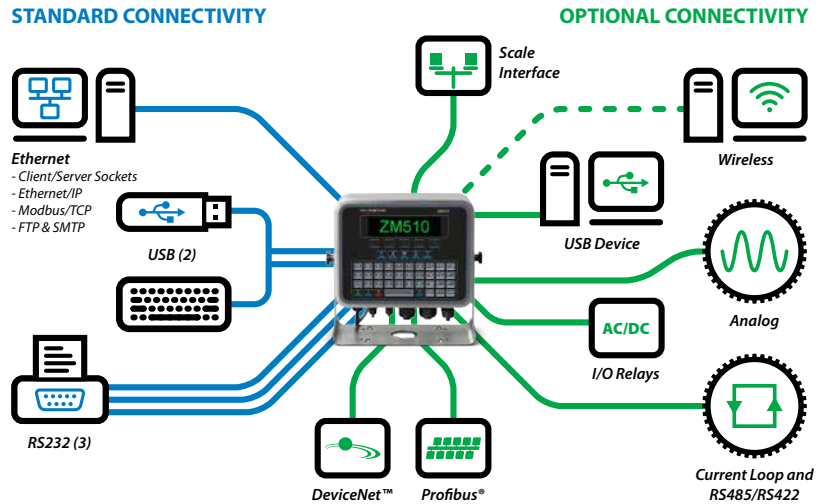 STANDARD CONNECTIVITY
OPTIONAL CONNECTIVITY
Scale
Interface
Ethernet
- Client/Server Sockets
- Ethernet/IP
- Modbus/TCP
- FTP & SMTP
Wireless
USB (2)
USB Device
ZM510
Analog
AC/DC
I/O Relays
RS232 (3)
DeviceNet™
Profibus®
Current Loop and
RS485/RS422